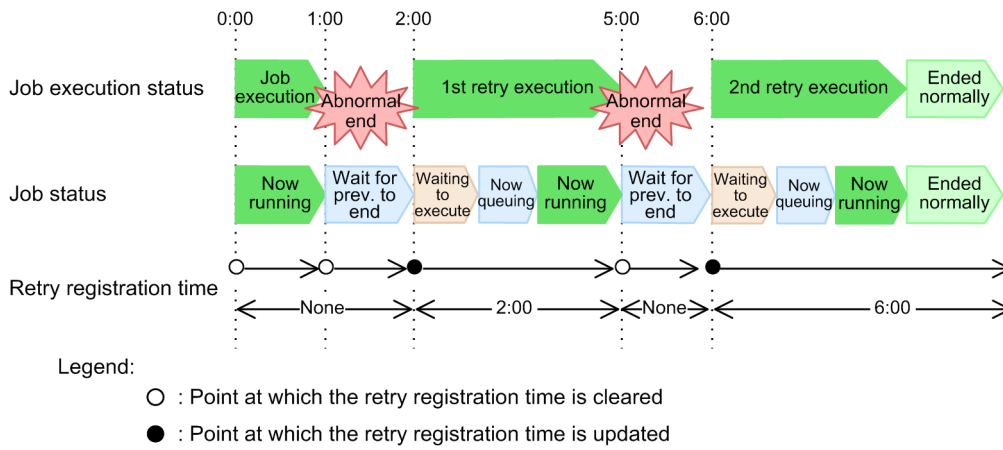 0:00 1:00 2:00 5:00 6:00
Job execution status
Job
execution
Abnormal
end
1st retry execution
Abnormal
end
2nd retry execution
Ended
normally
Job status
Now
running
Wait for
prev. to
end
Waiting
to
execute
Now
queuing
Now
running
Wait for
prev. to
end
Waiting
to
execute
Now
queuing
Now
running
Ended
normally
Retry registration time
None 2:00 None 6:00
Legend:
: Point at which the retry registration time is cleared
: Point at which the retry registration time is updated